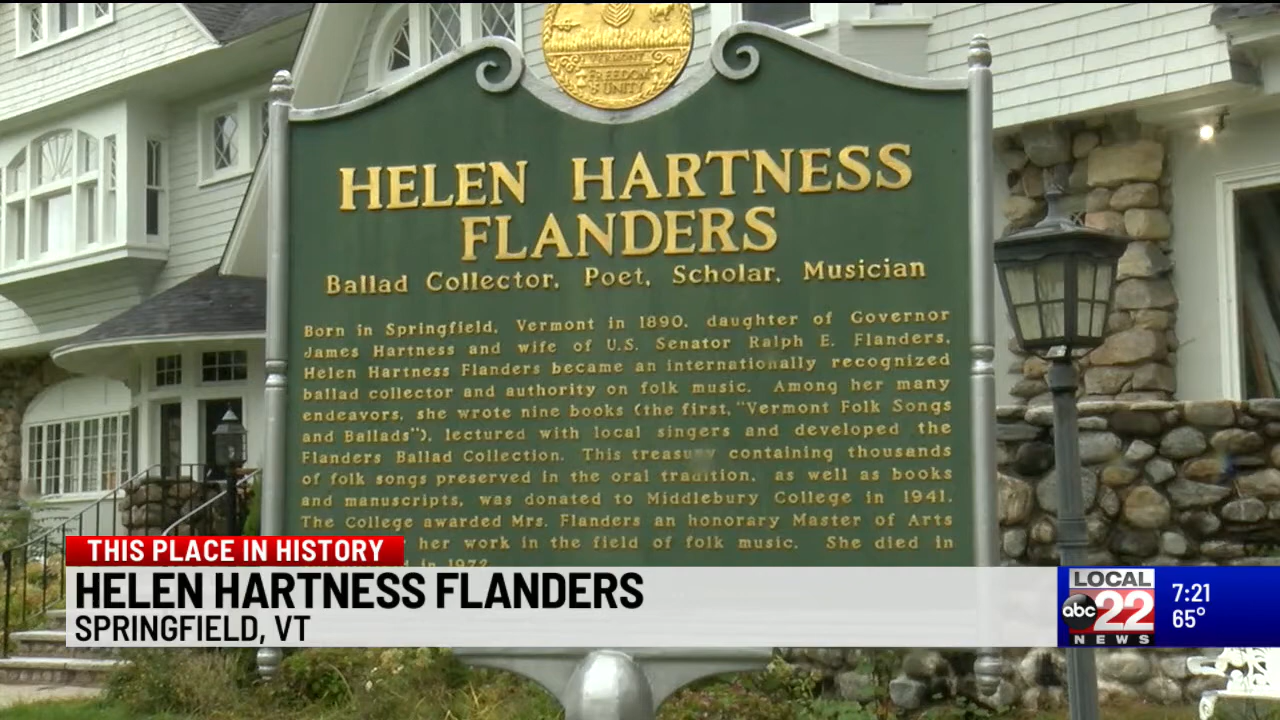 VERMONT
FREEDOM
& UNITY
HELEN HARTNESS
FLANDERS
Ballad Collector, Poet, Scholar, Musician
Born in Springfield, Vermont in 1890, daughter of Governor
James Hartness and wife of U.S. Senator Ralph E. Flanders,
Helen Hartness Flanders became an internationally recognized
ballad collector and authority on folk music. Among her many
endeavors, she wrote nine books (the first, "Vermont Folk Songs
and Ballads"), lectured with local singers and developed the
Flanders Ballad Collection. This treasury containing thousands
of folk songs preserved in the oral tradition, as well as books
and manuscripts, was donated to Middlebury College in 1941.
The College awarded Mrs. Flanders an honorary Master of Arts
her work in the field of folk music. She died in
in 1972
THIS PLACE IN HISTORY
HELEN HARTNESS FLANDERS
SPRINGFIELD, VT
LOCAL
abc 22
NEWS
7:21
65°